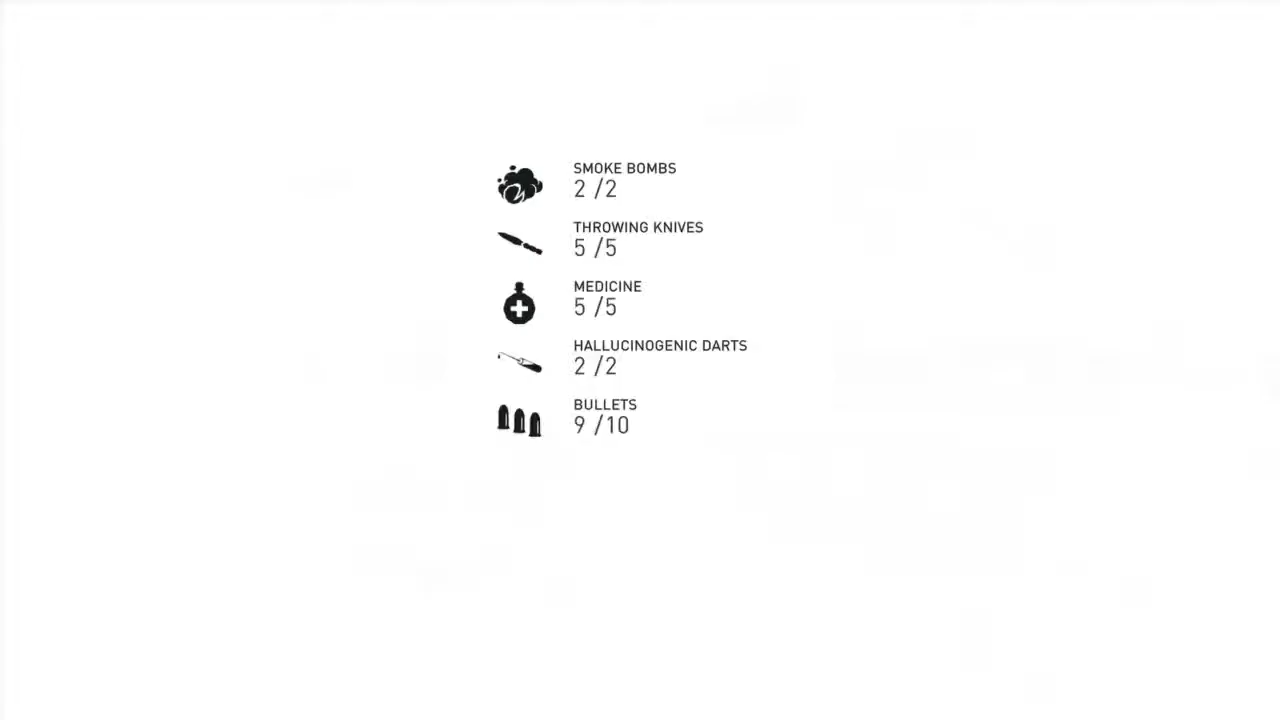 SMOKE BOMBS
2 /2
THROWING KNIVES
5 /5
MEDICINE
5 /5
HALLUCINOGENIC DARTS
2 /2
BULLETS
9 /10